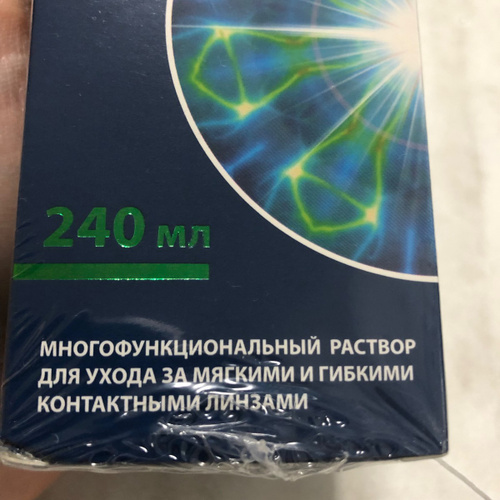 240 мл
МНОГОФУНКЦИОНАЛЬНЫЙ РАСТВОР
ДЛЯ УХОДА ЗА МЯГКИМИ И ГИБКИМИ
КОНТАКТНЫМИ ЛИНЗАМИ